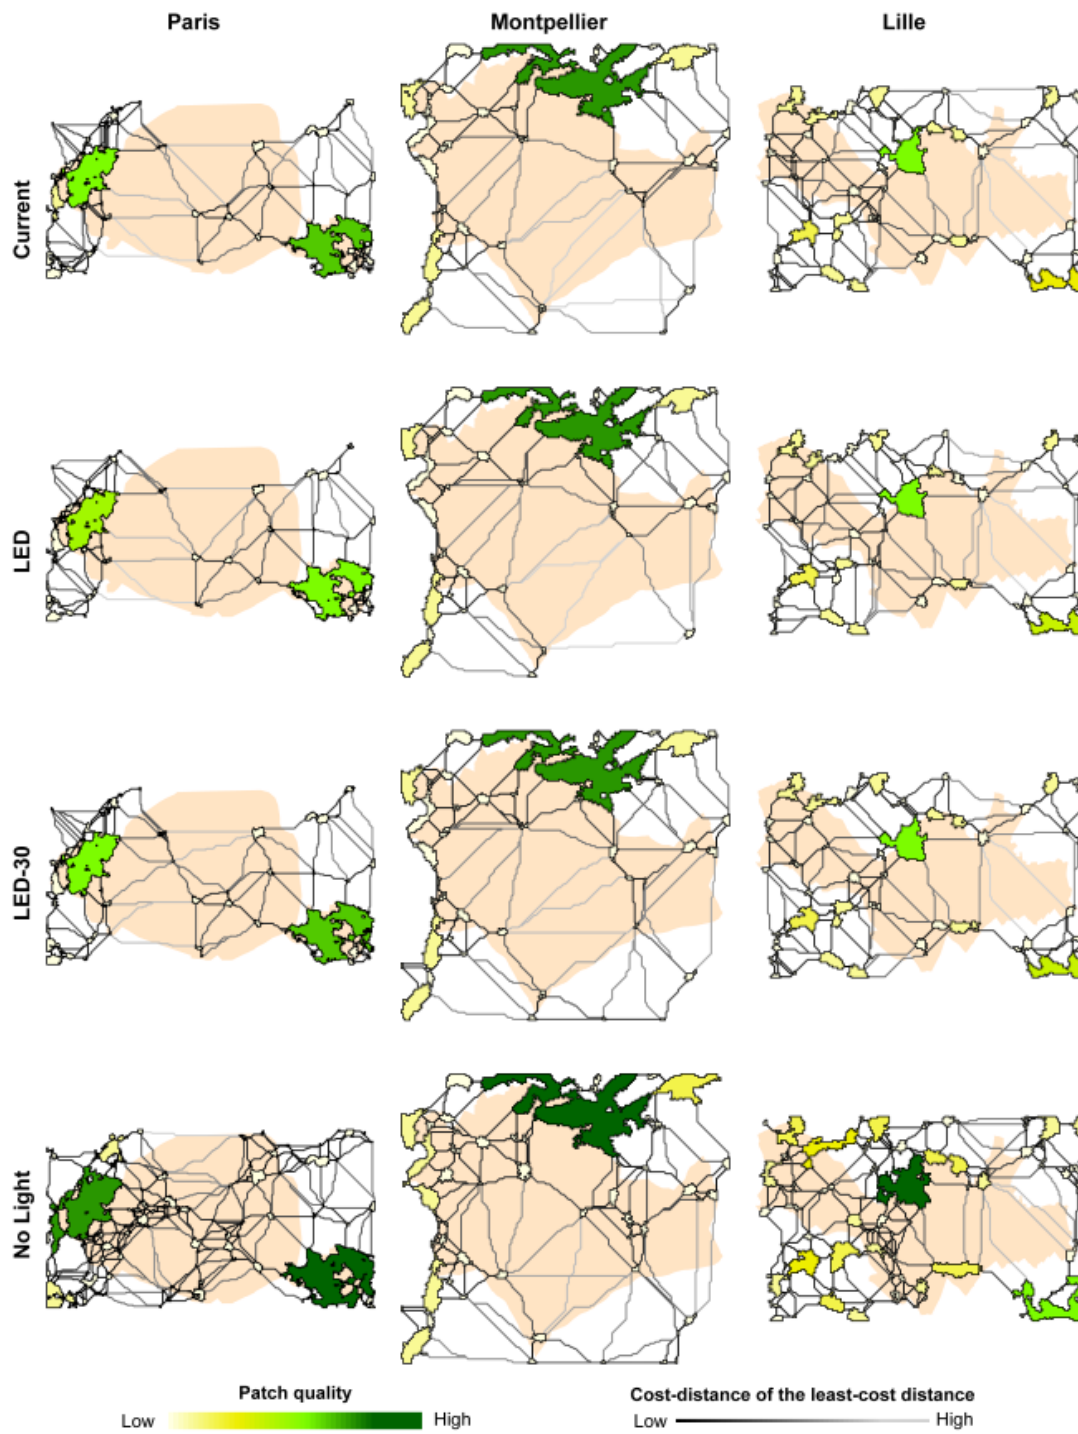 Paris Montpellier Lille
Current
LED
LED-30
No Light
Patch quality
Low High
Cost-distance of the least-cost distance
Low High